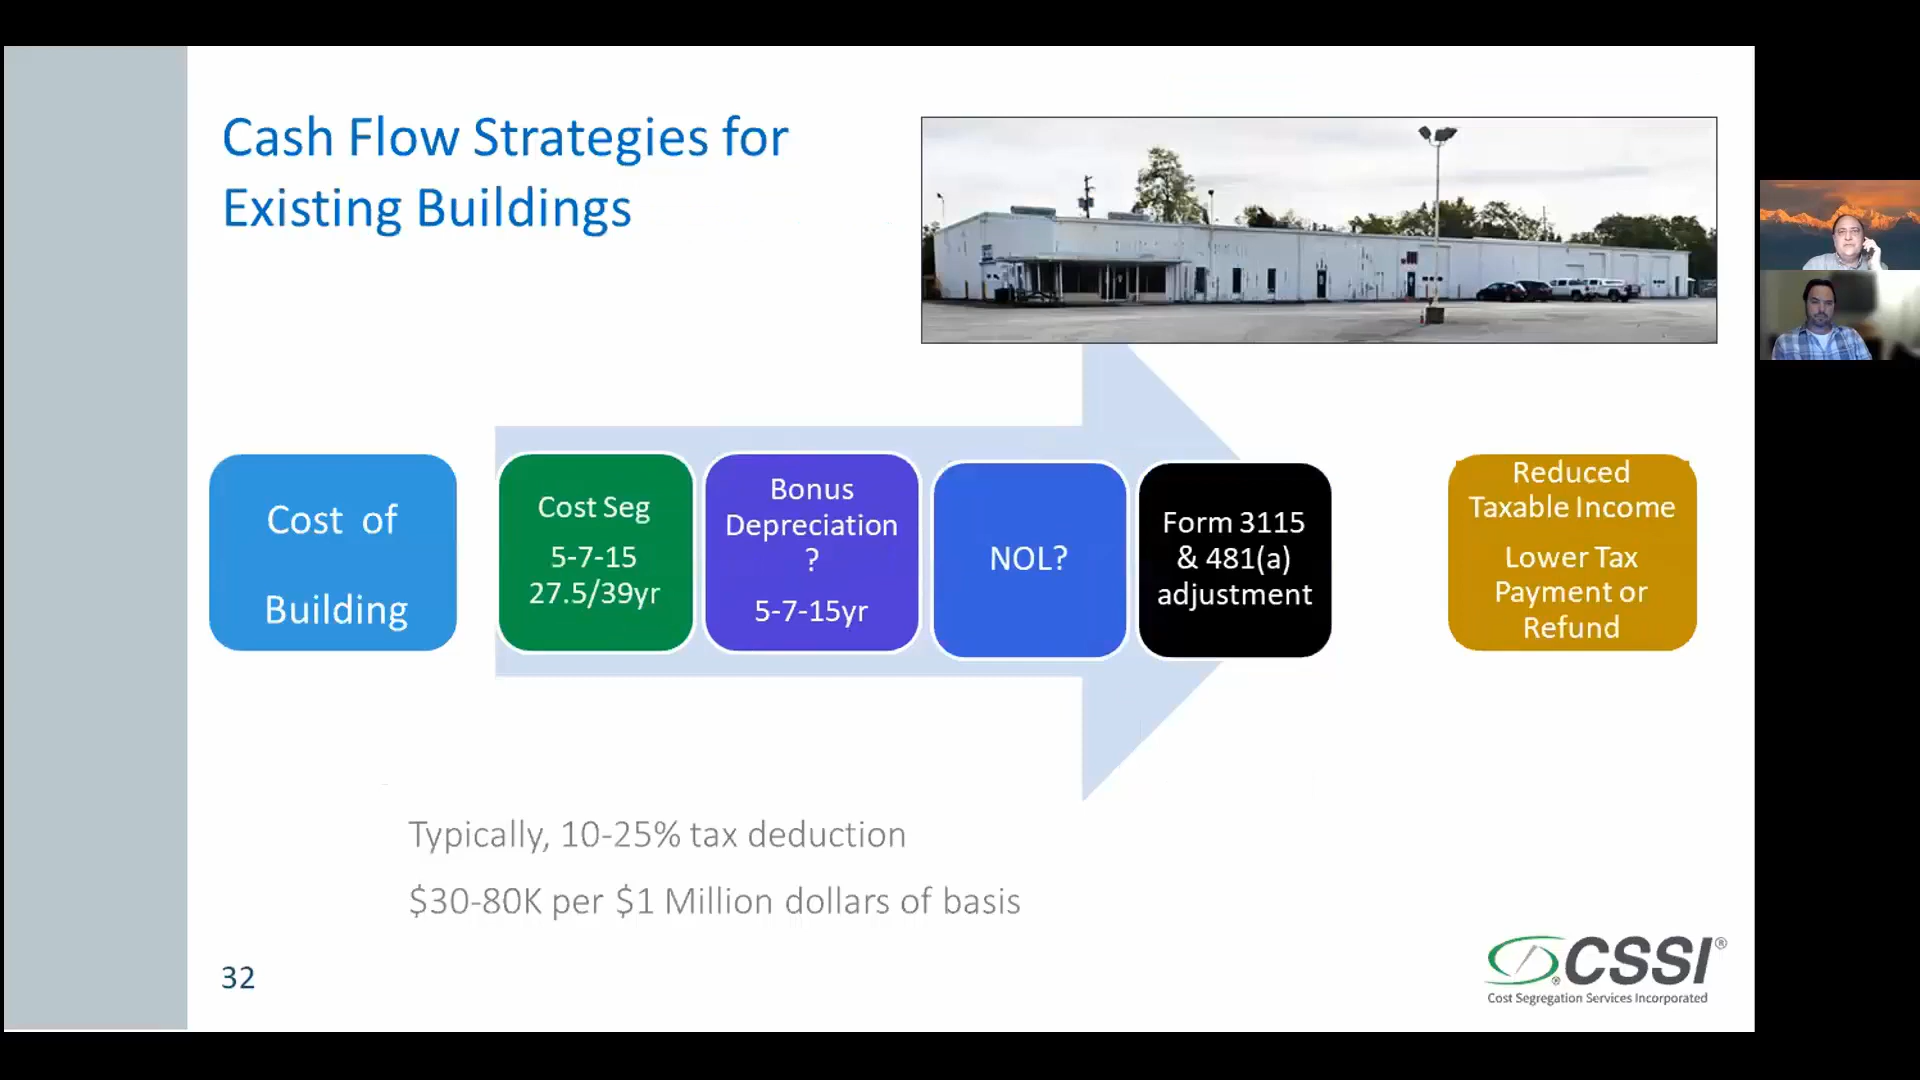 Cash Flow Strategies for
Existing Buildings
Cost of
Building
Cost Seg
5-7-15
27.5/39yr
Bonus
Depreciation
?
5-7-15yr
NOL?
Form 3115
& 481(a)
adjustment
Reduced
Taxable Income
Lower Tax
Payment or
Refund
Typically, 10-25% tax deduction
$30-80K per $1 Million dollars of basis
32
CSSI®
Cost Segregation Services Incorporated